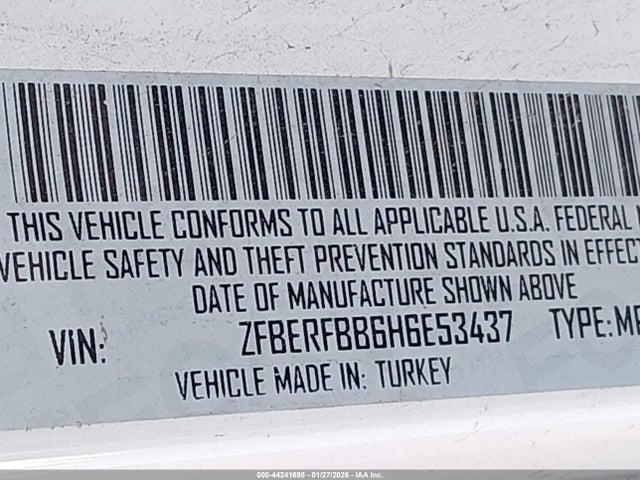 THIS VEHICLE CONFORMS TO ALL APPLICABLE U.S.A. FEDERAL
VEHICLE SAFETY AND THEFT PREVENTION STANDARDS IN EFFECT
DATE OF MANUFACTURE SHOWN ABOVE
VIN: ZFBERFBB6H6E53437 TYPE:
VEHICLE MADE IN: TURKEY
000-44241698 - 01/27/2026 - IAA Inc.